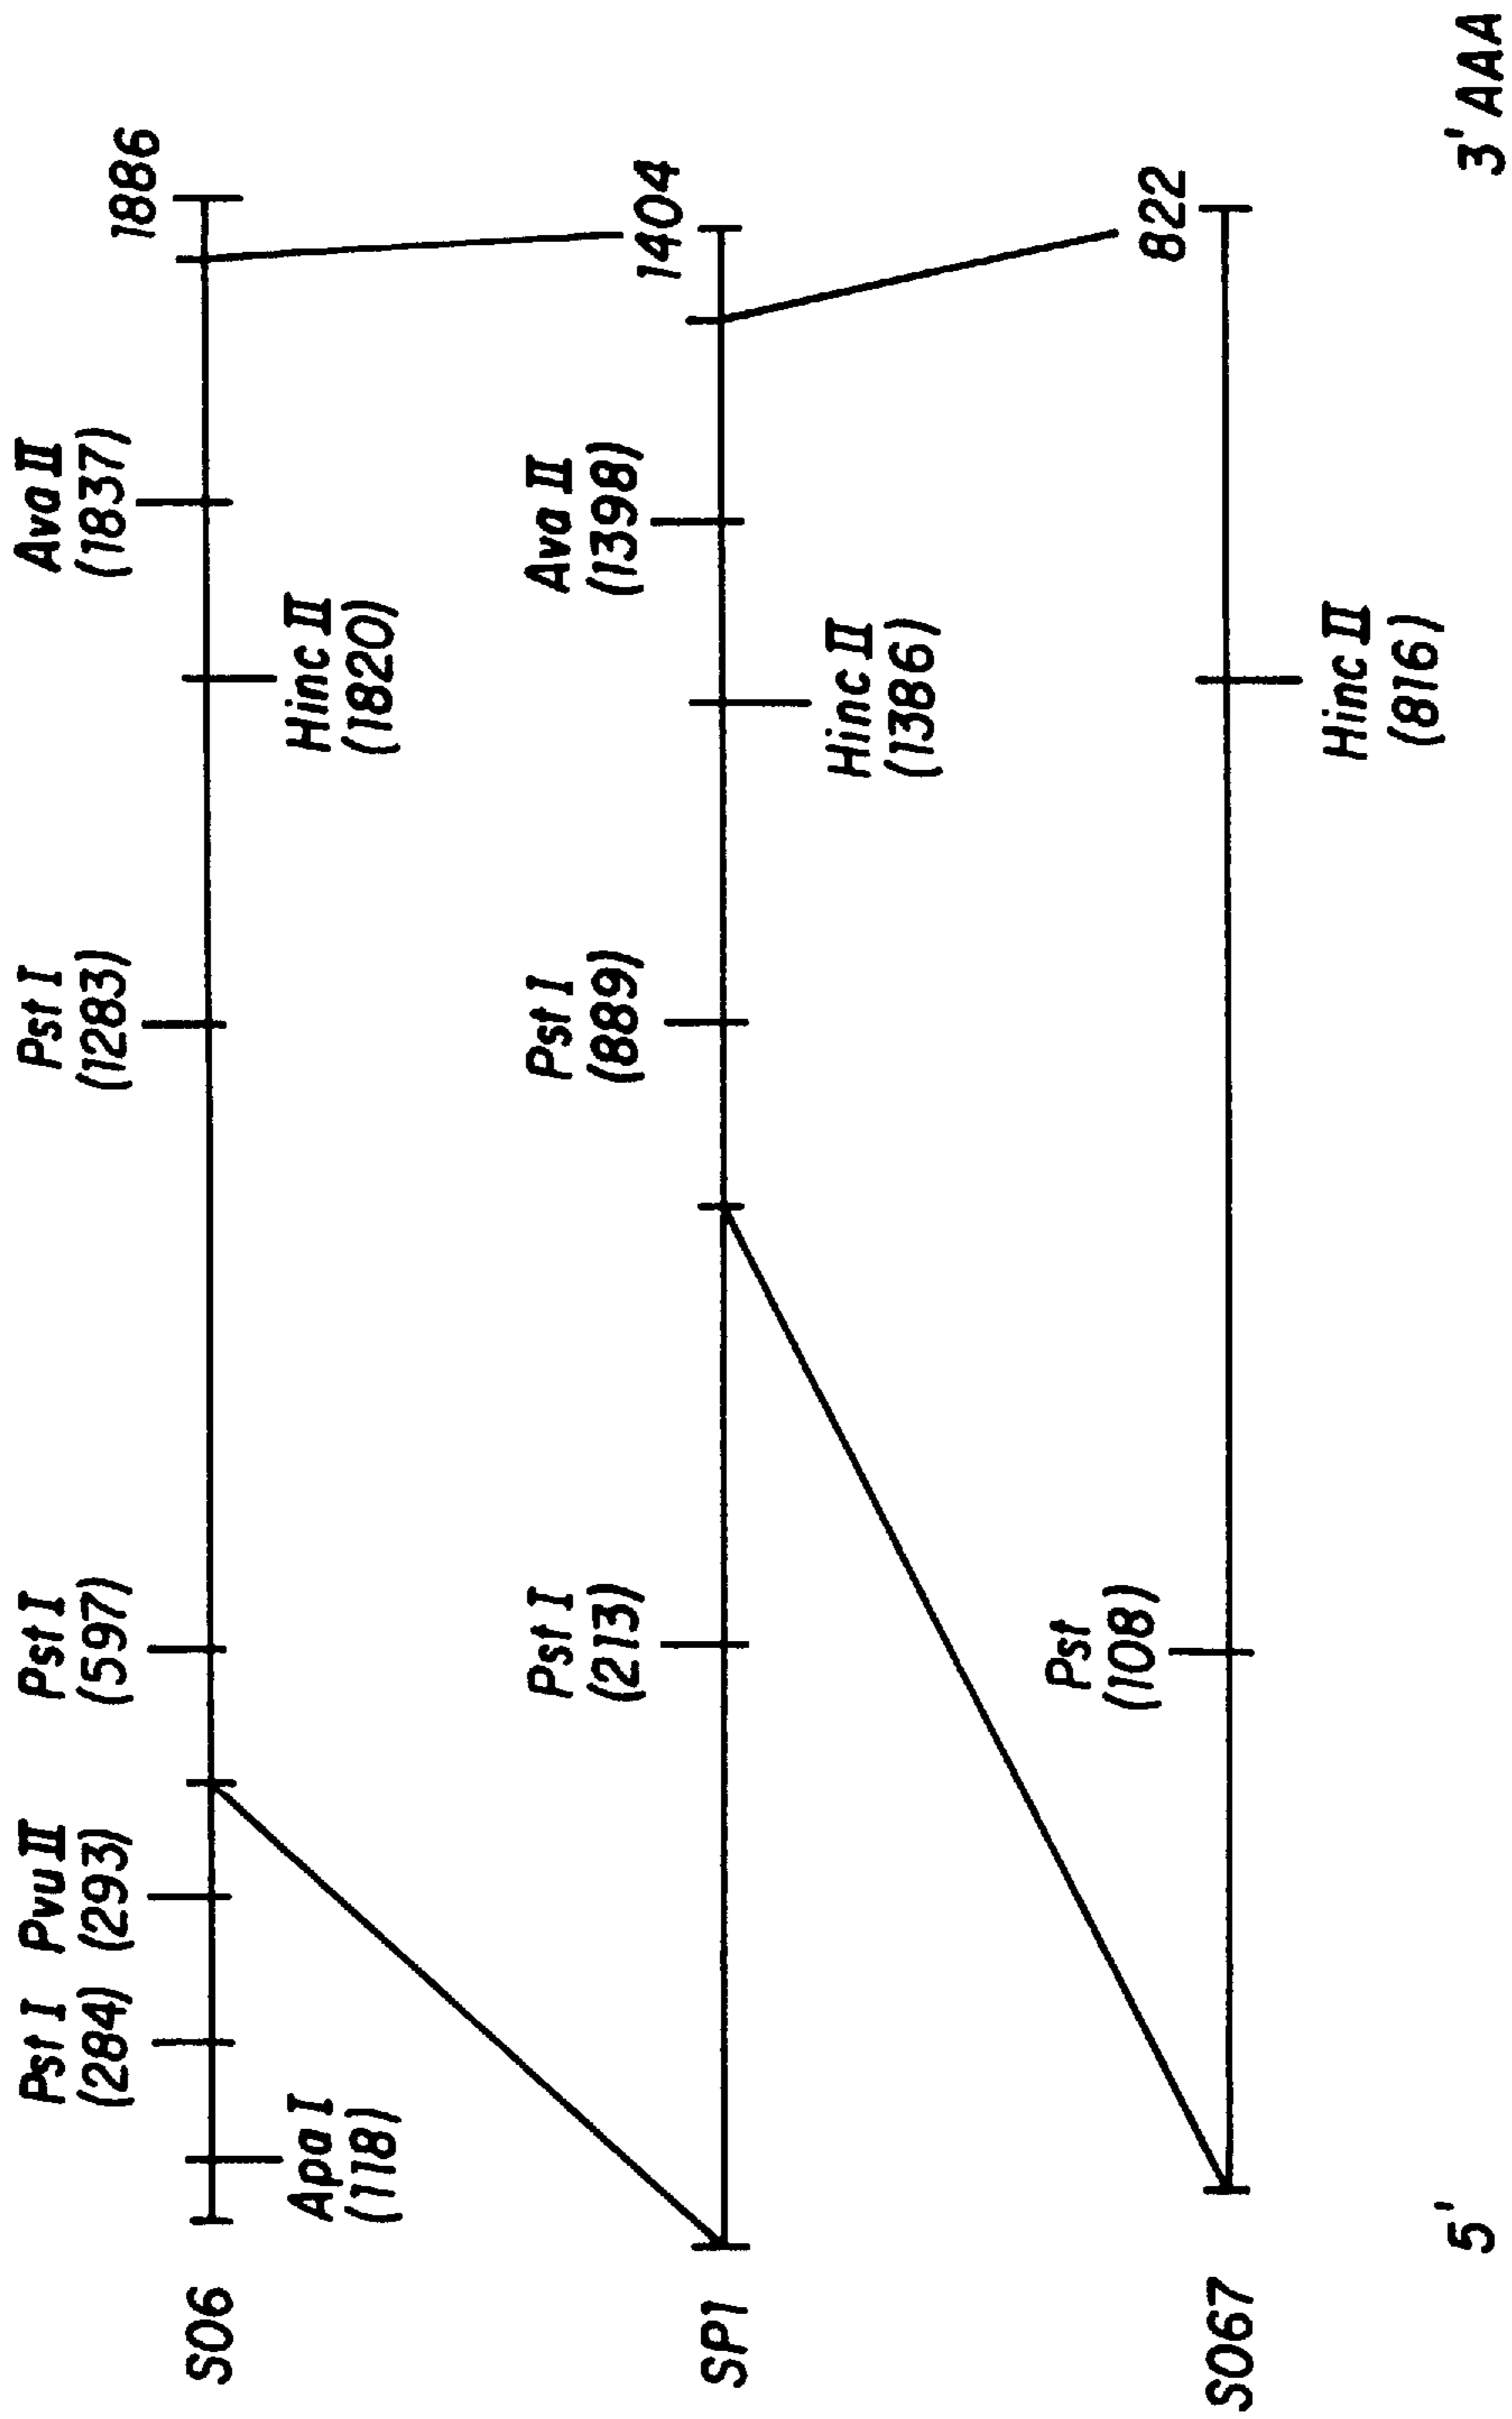 Pst I
(284)
Pvu II
(293)
Pst I
(597)
Pst I
(1283)
Ava II
(1837)
1886
S06
Apa I
(118)
Hinc II
(1820)
Pst I
(213)
Pst I
(889)
Ava II
(1398)
1404
SP1
Hinc II
(1386)
Pst
(108)
822
S067
Hinc II
(816)
5'
3' AAA